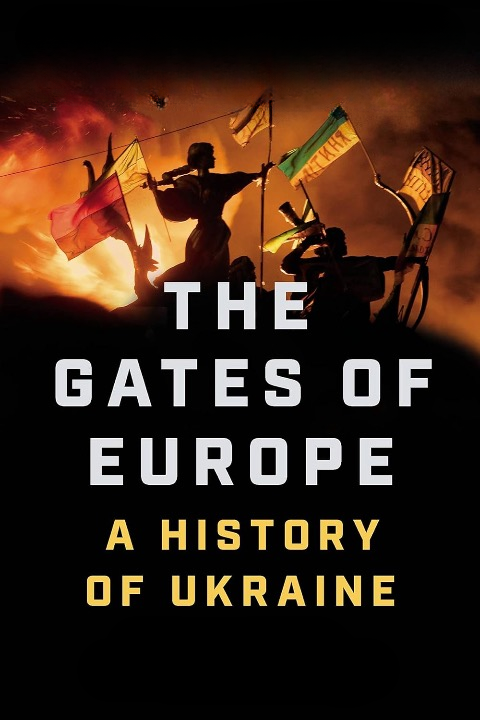 THE
GATES OF
EUROPE
A HISTORY
OF UKRAINE